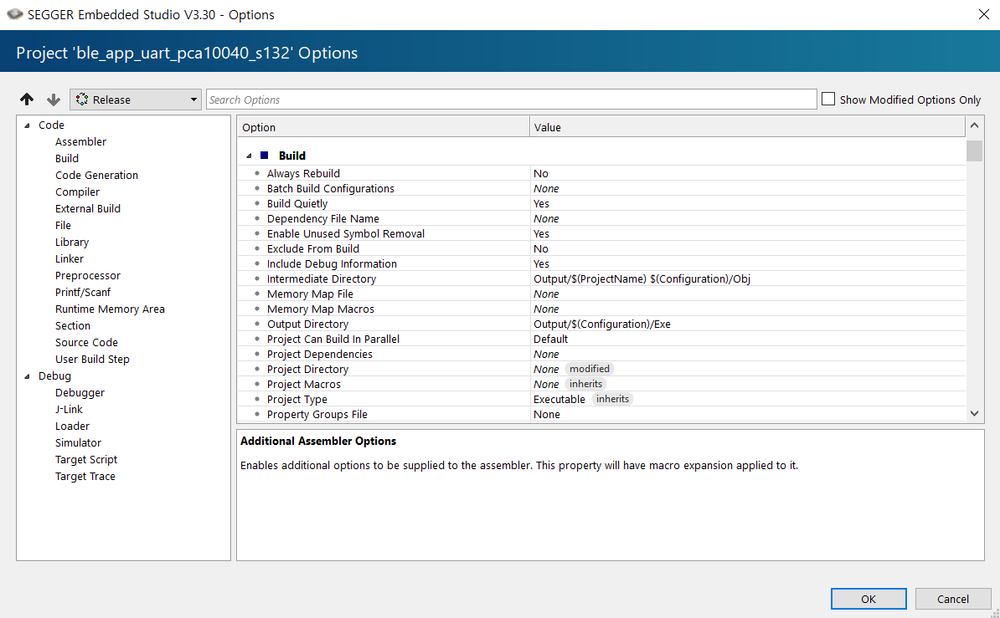 SEGGER Embedded Studio V3.30 - Options
Project 'ble_app_uart_pca10040_s132' Options
Release
Search Options
Show Modified Options Only
Code
Assembler
Build
Code Generation
Compiler
External Build
File
Library
Linker
Preprocessor
Printf/Scanf
Runtime Memory Area
Section
Source Code
User Build Step
Debug
Debugger
J-Link
Loader
Simulator
Target Script
Target Trace
Option Value
Build
Always Rebuild No
Batch Build Configurations None
Build Quietly Yes
Dependency File Name None
Enable Unused Symbol Removal Yes
Exclude From Build No
Include Debug Information Yes
Intermediate Directory Output/$(ProjectName) $(Configuration)/Obj
Memory Map File None
Memory Map Macros None
Output Directory Output/$(Configuration)/Exe
Project Can Build In Parallel Default
Project Dependencies None
Project Directory None modified
Project Macros None inherits
Project Type Executable inherits
Property Groups File None
Additional Assembler Options
Enables additional options to be supplied to the assembler. This property will have macro expansion applied to it.
OK
Cancel